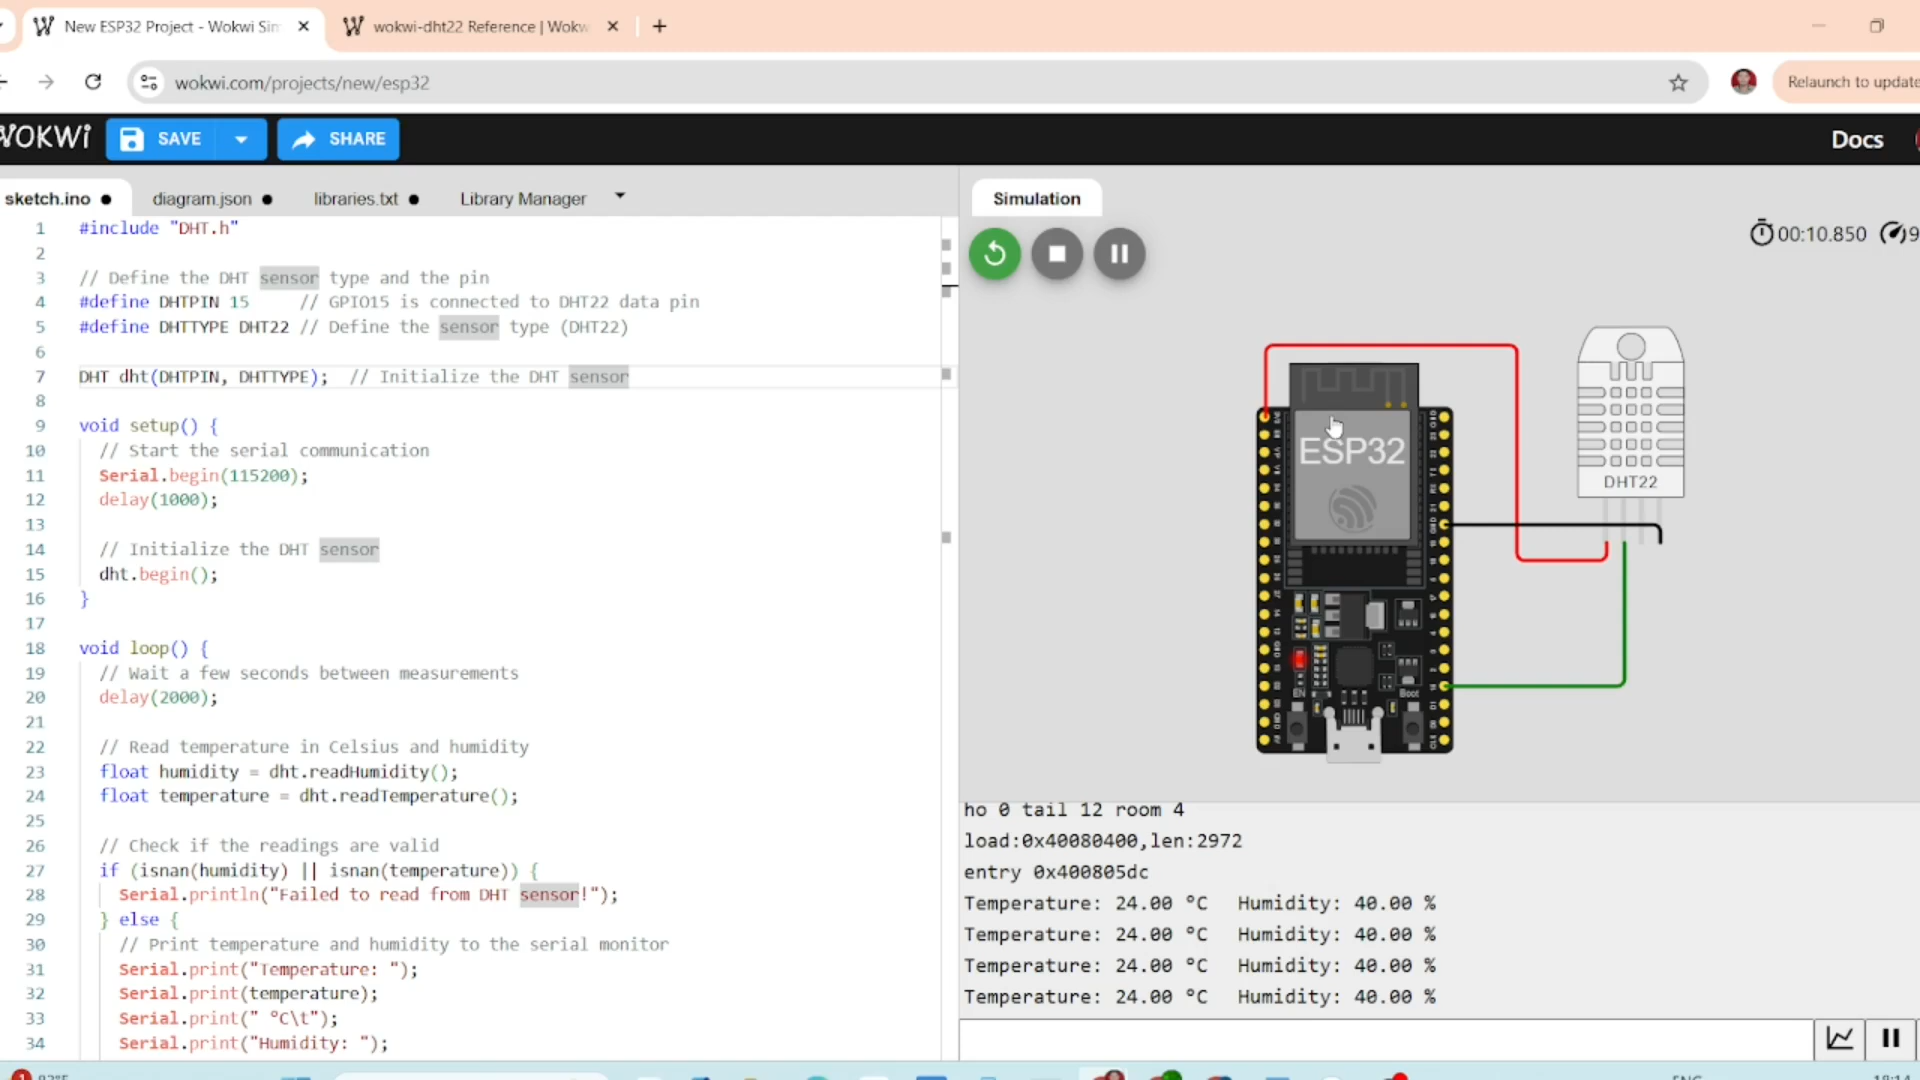 New ESP32 Project - Wokwi Sim
wokwi-dht22 Reference | Wokw
wokwi.com/projects/new/esp32
Relaunch to update
WOKWI
SAVE
SHARE
Docs
sketch.ino
diagram.json
libraries.txt
Library Manager
Simulation
00:10.850
9
1 #include "DHT.h"
2
3 // Define the DHT sensor type and the pin
4 #define DHTPIN 15     // GPIO15 is connected to DHT22 data pin
5 #define DHTTYPE DHT22 // Define the sensor type (DHT22)
6
7 DHT dht(DHTPIN, DHTTYPE);  // Initialize the DHT sensor
8
9 void setup() {
10   // Start the serial communication
11   Serial.begin(115200);
12   delay(1000);
13
14   // Initialize the DHT sensor
15   dht.begin();
16 }
17
18 void loop() {
19   // Wait a few seconds between measurements
20   delay(2000);
21
22   // Read temperature in Celsius and humidity
23   float humidity = dht.readHumidity();
24   float temperature = dht.readTemperature();
25
26   // Check if the readings are valid
27   if (isnan(humidity) || isnan(temperature)) {
28     Serial.println("Failed to read from DHT sensor!");
29   } else {
30     // Print temperature and humidity to the serial monitor
31     Serial.print("Temperature: ");
32     Serial.print(temperature);
33     Serial.print(" °C\t");
34     Serial.print("Humidity: ");
ESP32
DHT22
EN
Boot
ho 0 tail 12 room 4
load:0x40080400,len:2972
entry 0x400805dc
Temperature: 24.00 °C  Humidity: 40.00 %
Temperature: 24.00 °C  Humidity: 40.00 %
Temperature: 24.00 °C  Humidity: 40.00 %
Temperature: 24.00 °C  Humidity: 40.00 %